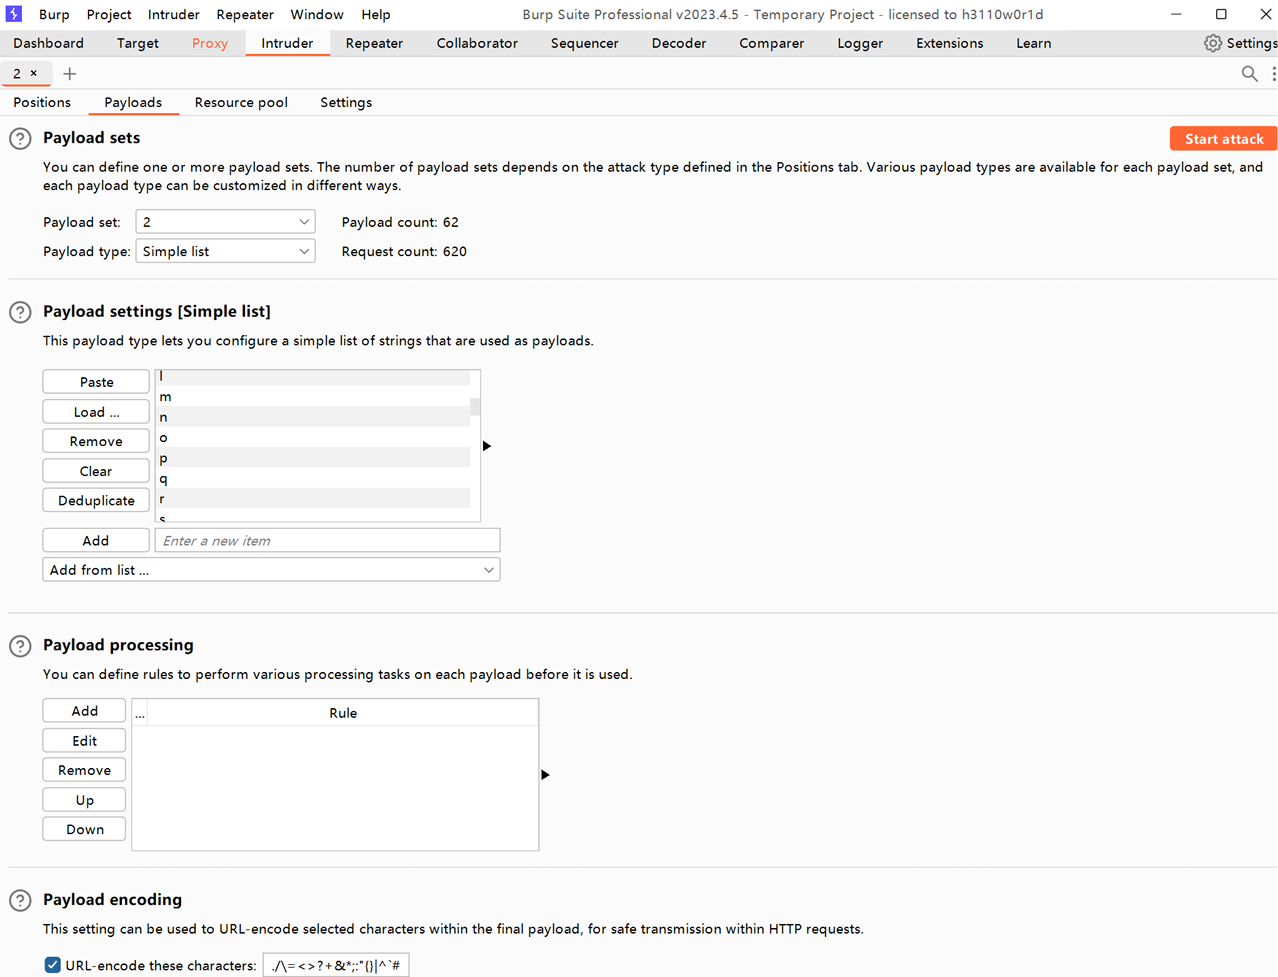 Burp Project Intruder Repeater Window Help Burp Suite Professional v2023.4.5 - Temporary Project - licensed to h3110w0r1d
Dashboard Target Proxy Intruder Repeater Collaborator Sequencer Decoder Comparer Logger Extensions Learn Settings
2 × +
Positions Payloads Resource pool Settings
? Payload sets Start attack
You can define one or more payload sets. The number of payload sets depends on the attack type defined in the Positions tab. Various payload types are available for each payload set, and
each payload type can be customized in different ways.
Payload set: 2 Payload count: 62
Payload type: Simple list Request count: 620
? Payload settings [Simple list]
This payload type lets you configure a simple list of strings that are used as payloads.
Paste l
m
Load ... n
Remove o
p
Clear q
Deduplicate r
s
Add Enter a new item
Add from list ...
? Payload processing
You can define rules to perform various processing tasks on each payload before it is used.
Add ... Rule
Edit
Remove
Up
Down
? Payload encoding
This setting can be used to URL-encode selected characters within the final payload, for safe transmission within HTTP requests.
URL-encode these characters: ./\=<>?+&*;:"{}|^`#